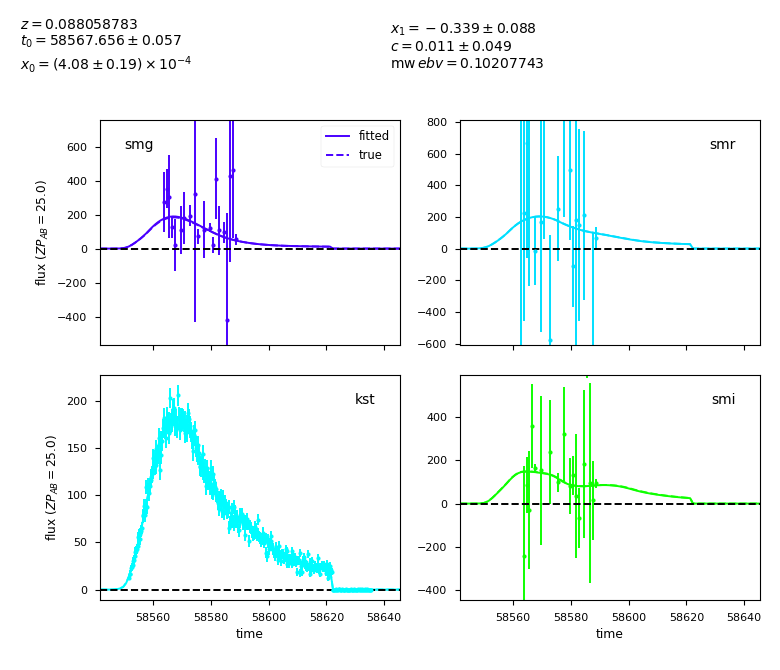 z = 0.088058783
t₀ = 58567.656 ± 0.057
x₀ = (4.08 ± 0.19) × 10⁻⁴
x₁ = −0.339 ± 0.088
c = 0.011 ± 0.049
mw ebv = 0.10207743
smg
fitted
true
flux (ZP_AB = 25.0)
600
400
200
0
−200
−400
smr
800
600
400
200
0
−200
−400
−600
kst
flux (ZP_AB = 25.0)
200
150
100
50
0
58560 58580 58600 58620 58640
time
smi
400
200
0
−200
−400
58560 58580 58600 58620 58640
time